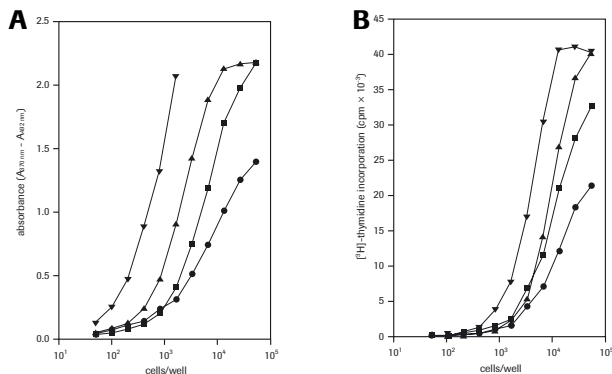 A
2.5
2.0
1.5
1.0
0.5
0.0
10¹ 10² 10³ 10⁴ 10⁵
cells/well
absorbance (A₅₇₀ nm - A₄₉₂ nm)
B
45
40
35
30
25
20
15
10
5
0
10¹ 10² 10³ 10⁴ 10⁵
cells/well
[³H]-thymidine incorporation (cpm × 10⁻³)